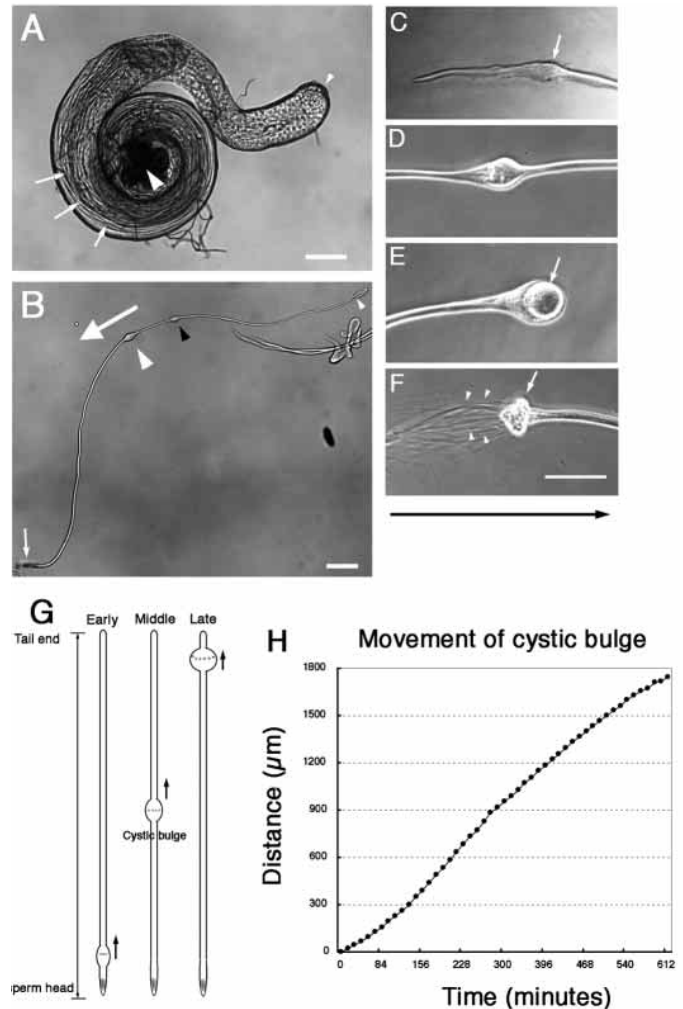 A
B
C
D
E
F
G
Early
Middle
Late
Tail end
Cystic bulge
perm head
H
Movement of cystic bulge
Distance (µm)
1800
1500
1200
900
600
300
0
0 84 156 228 300 396 468 540 612
Time (minutes)